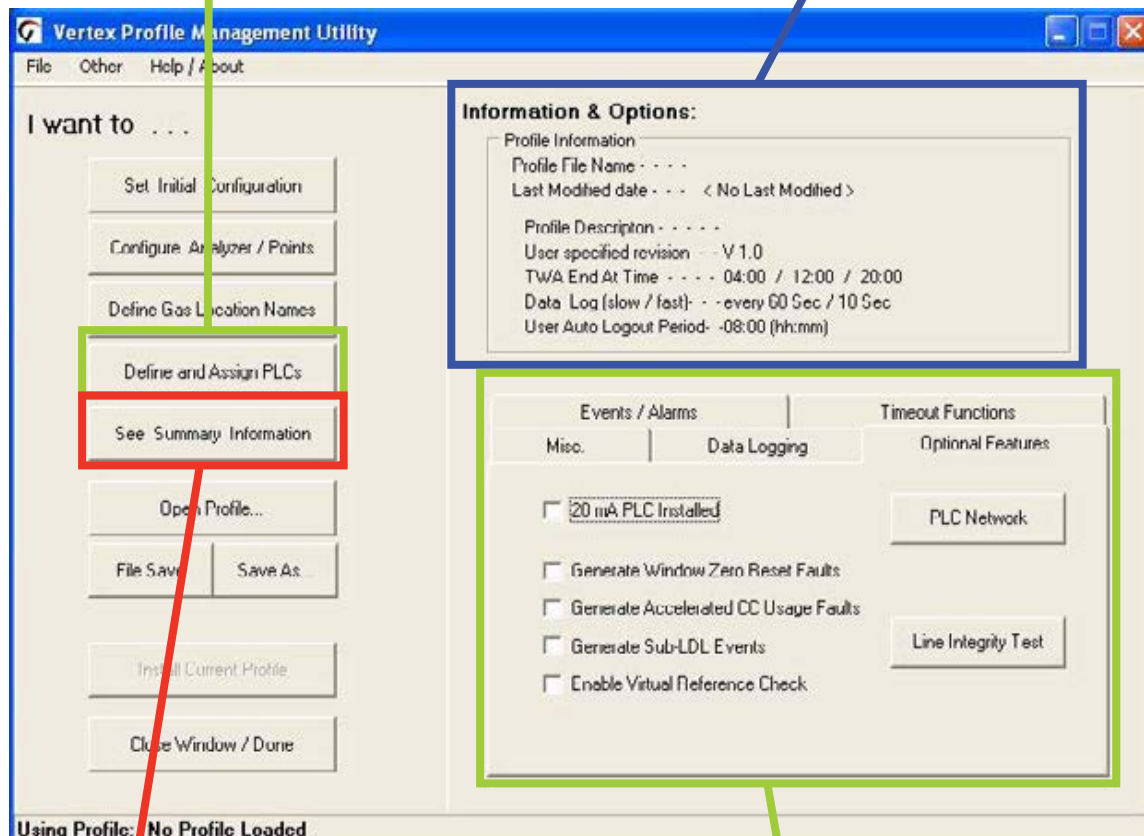 Vertex Profile Management Utility
File Other Help / About
I want to . . .
Set Initial Configuration
Configure Analyzer / Points
Define Gas Location Names
Define and Assign PLCs
See Summary Information
Open Profile...
File Save Save As...
Install Current Profile
Close Window / Done
Information & Options:
Profile Information
Profile File Name - - - -
Last Modified date - - - < No Last Modified >
Profile Descripton - - - - -
User specified revision - - V 1.0
TWA End At Time - - - - 04:00 / 12:00 / 20:00
Data Log (slow / fast)- - -every 60 Sec / 10 Sec
User Auto Logout Period- -08:00 (hh:mm)
Events / Alarms Timeout Functions
Misc. Data Logging Optional Features
20 mA PLC Installed
PLC Network
Generate Window Zero Reset Faults
Generate Accelerated CC Usage Faults
Generate Sub-LDL Events
Line Integrity Test
Enable Virtual Reference Check
Using Profile: No Profile Loaded